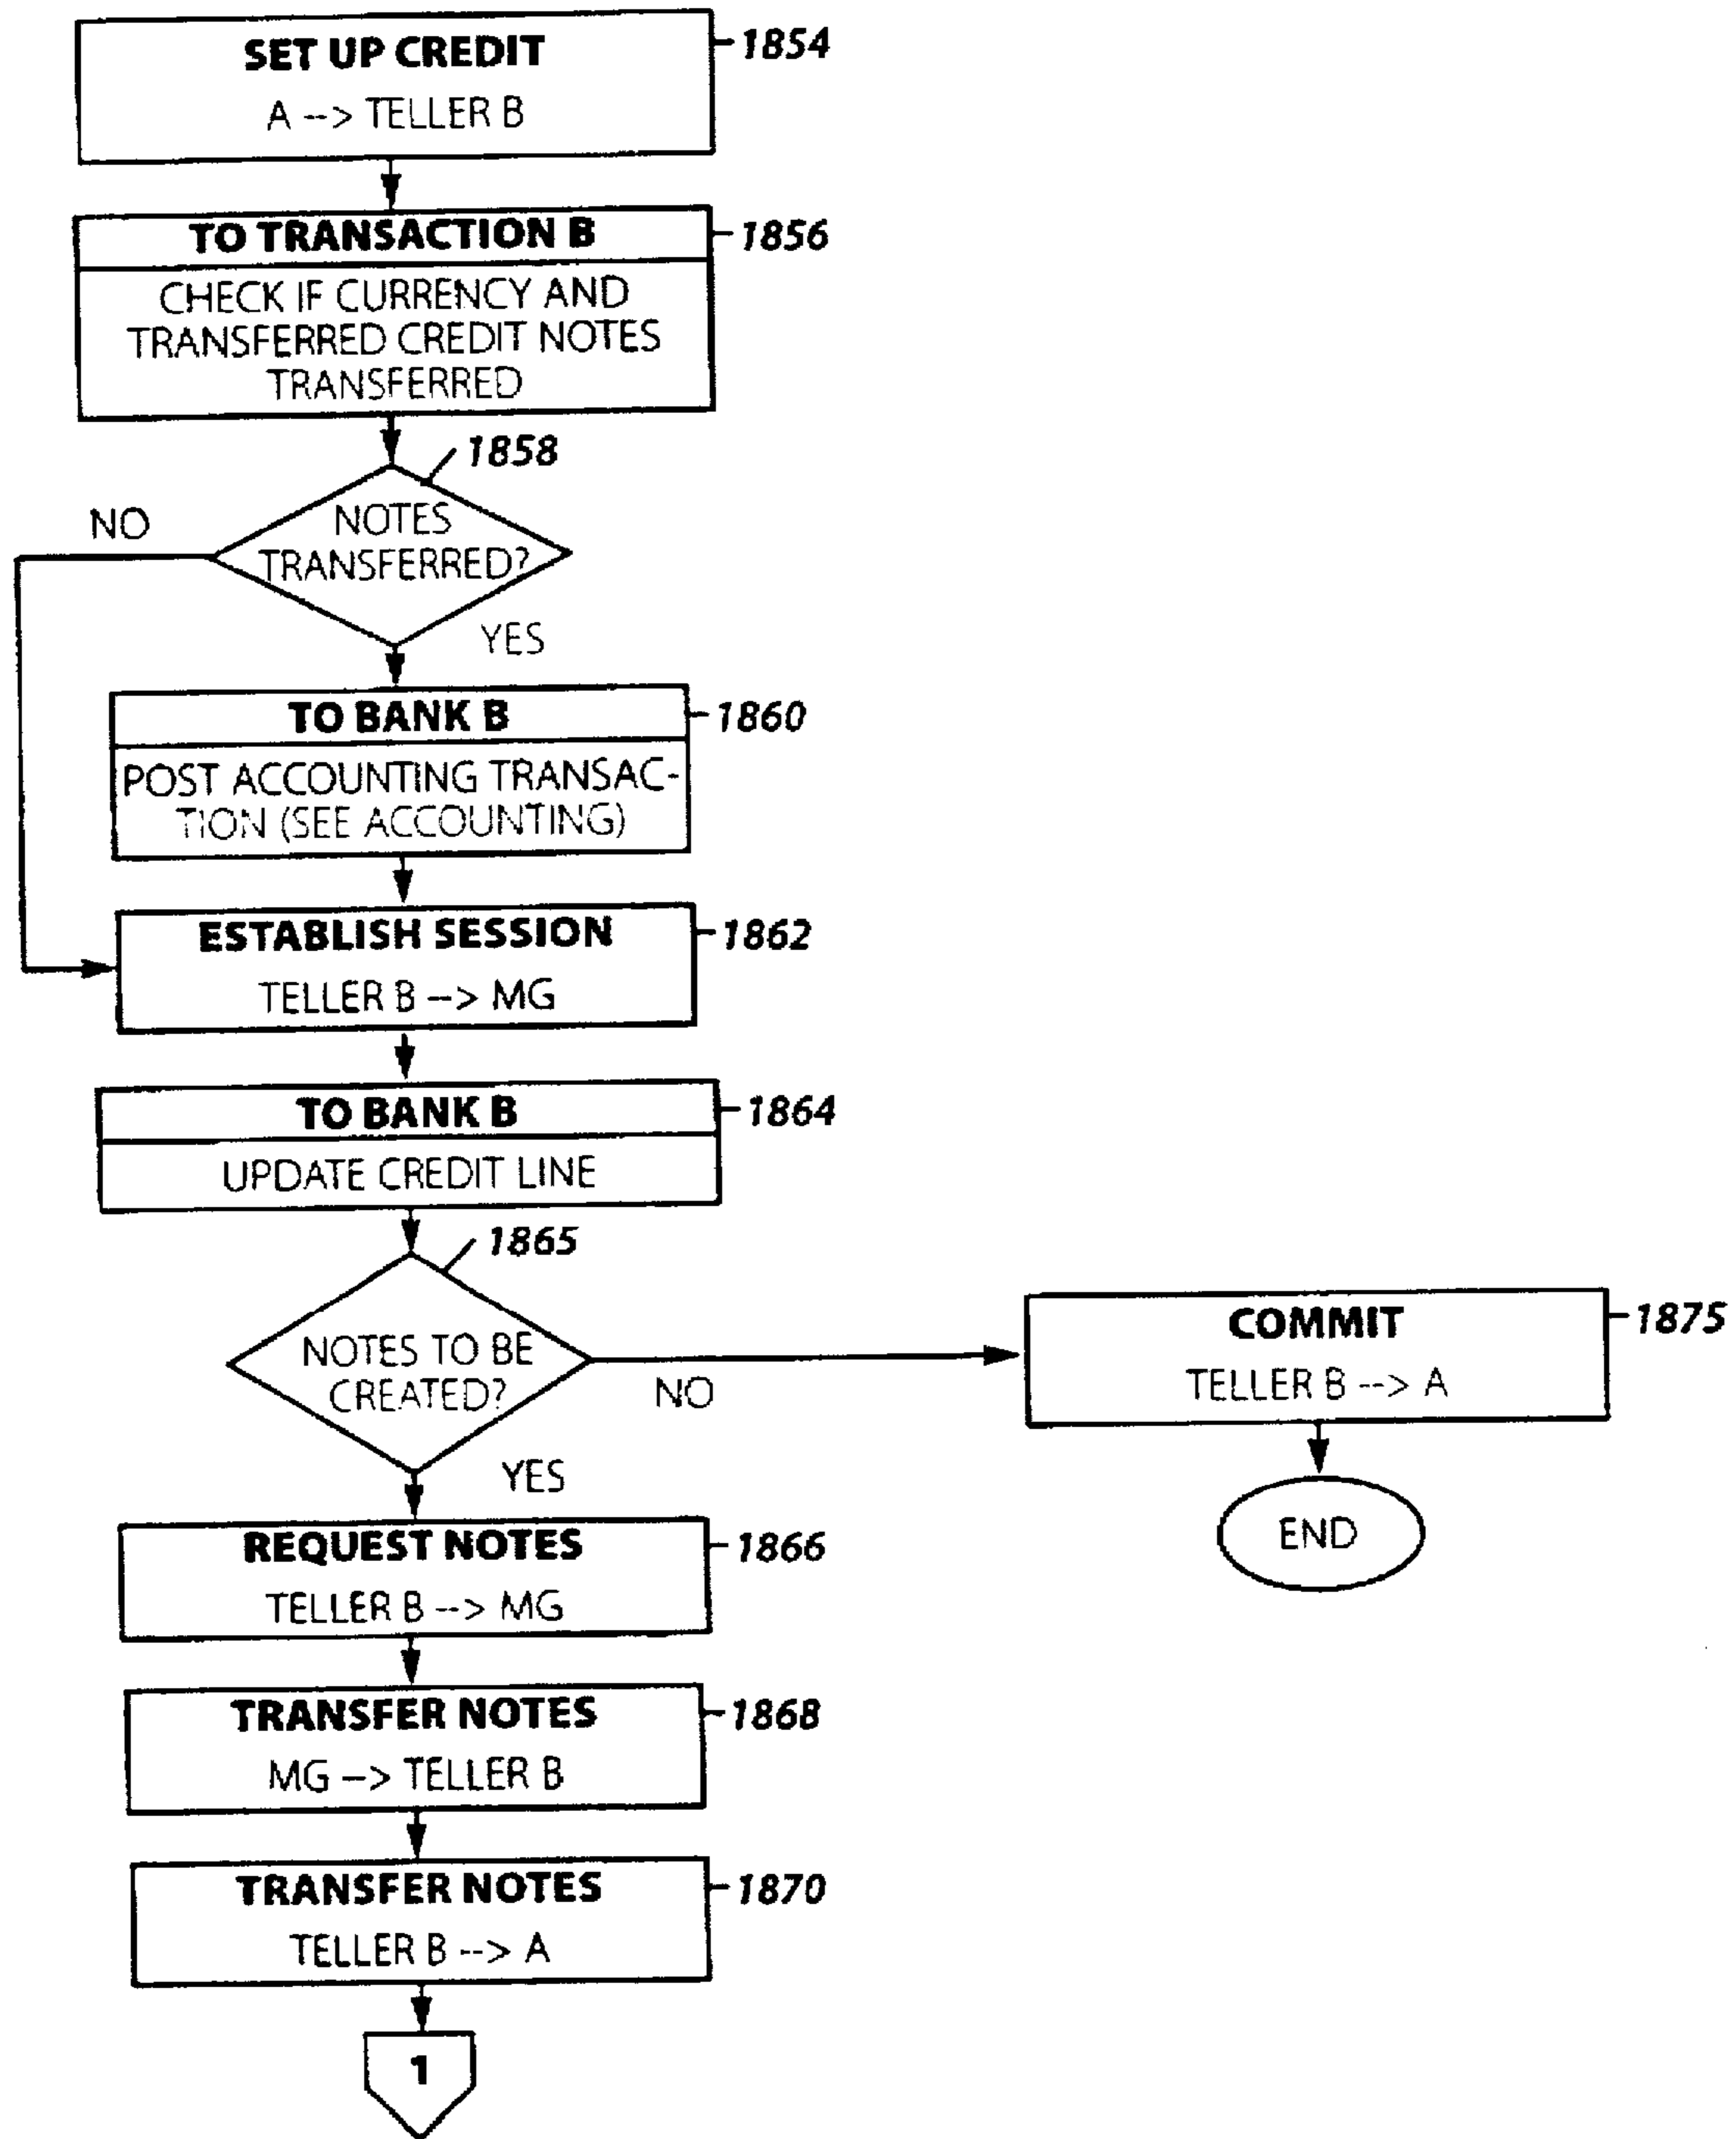 SET UP CREDIT
1854
A --> TELLER B
TO TRANSACTION B
1856
CHECK IF CURRENCY AND
TRANSFERRED CREDIT NOTES
TRANSFERRED
1858
NO
NOTES
TRANSFERRED?
YES
TO BANK B
1860
POST ACCOUNTING TRANSAC-
TION (SEE ACCOUNTING)
ESTABLISH SESSION
1862
TELLER B --> MG
TO BANK B
1864
UPDATE CREDIT LINE
1865
NOTES TO BE
CREATED?
NO
YES
COMMIT
1875
TELLER B --> A
END
REQUEST NOTES
1866
TELLER B --> MG
TRANSFER NOTES
1868
MG --> TELLER B
TRANSFER NOTES
1870
TELLER B --> A
1